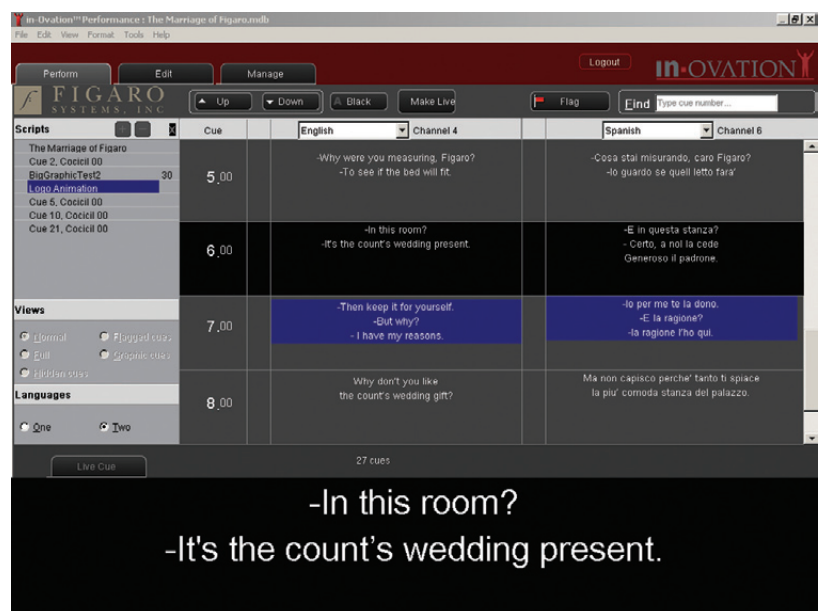 in-Ovation™ Performance : The Marriage of Figaro.mdb
File Edit View Format Tools Help
Logout
in-OVATION
Perform Edit Manage
f FIGARO
SYSTEMS, INC
Up Down A Black Make Live Flag Find Type cue number...
Scripts x Cue English Channel 4 Spanish Channel 6
The Marriage of Figaro
Cue 2, Cocicil 00
BigGraphicTest2 30
Logo Animation
Cue 5, Cocicil 00
Cue 10, Cocicil 00
Cue 21, Cocicil 00
Views
Normal Flagged cues
Full Graphic cues
Hidden cues
Languages
One Two
5.00
-Why were you measuring, Figaro?
-To see if the bed will fit.
-Cosa stai misurando, caro Figaro?
-Io guardo se quell letto fara'
6.00
-In this room?
-It's the count's wedding present.
-E in questa stanza?
- Certo, a nol la cede
Generoso il padrone.
7.00
-Then keep it for yourself.
-But why?
- I have my reasons.
-Io per me te la dono.
-E la ragione?
-la ragione l'ho qui.
8.00
Why don't you like
the count's wedding gift?
Ma non capisco perche' tanto ti spiace
la piu' comoda stanza del palazzo.
Live Cue
27 cues
-In this room?
-It's the count's wedding present.